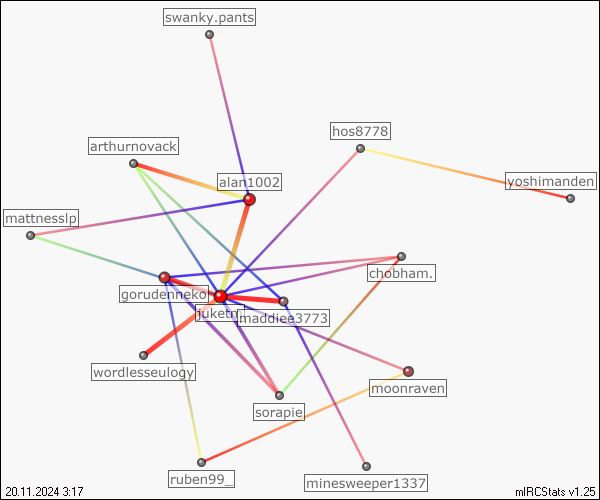 swanky.pants
hos8778
arthurnovack
alan1002
yoshimanden
mattnesslp
chobham.
gorudenneko
maddiee3773
wordlesseulogy
moonraven
sorapie
ruben99_
minesweeper1337
20.11.2024 3:17
mIRCStats v1.25